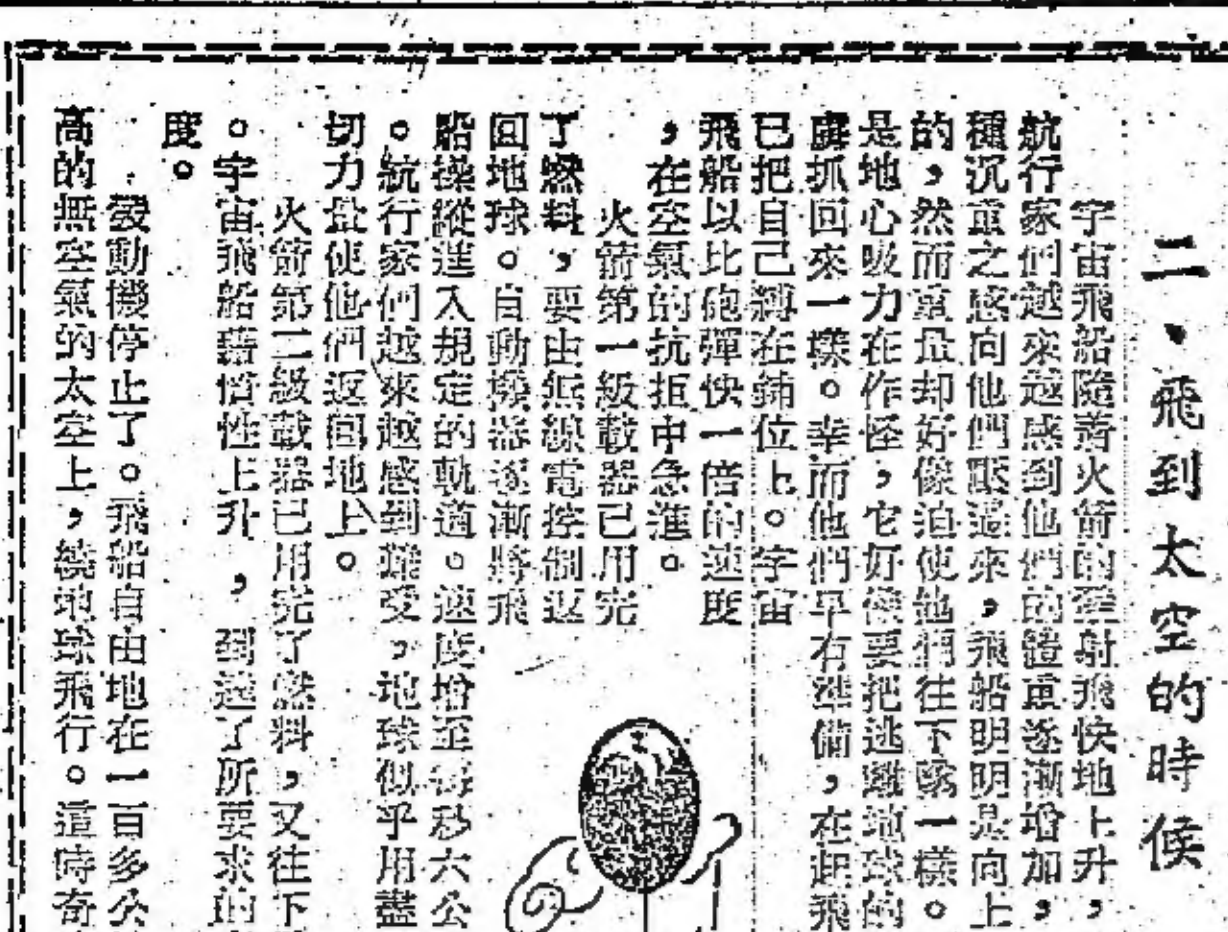 二、飛到太空的時候
宇宙飛船隨着火箭的發射飛快地上升，
航行家們越來越感到他們的體重逐漸增加，
種沉重之感向他們壓過來，飛船明明是向上
的，然而重量却好像迫使他們往下墜一樣。
是地心吸力在作怪，它好像要把逃離地球的
虜抓回來一樣。幸而他們早有準備，在起飛
已把自己縛在鋪位上。宇宙
飛船以比砲彈快一倍的速度
，在空氣的抗拒中急進。
火箭第一級載器已用完
了燃料，要由無線電控制返
回地球。自動機器逐漸將飛
船操縱進入規定的軌道。速度增至每秒六公
。航行家們越來越感到難受，地球似乎用盡
切力量使他們返回地上。
火箭第二級載器已用完了燃料，又往下
。宇宙飛船藉惰性上升，到達了所要求的
度。
發動機停止了。飛船自由地在一百多公
高的無空氣的太空上，繞地球飛行。這時奇